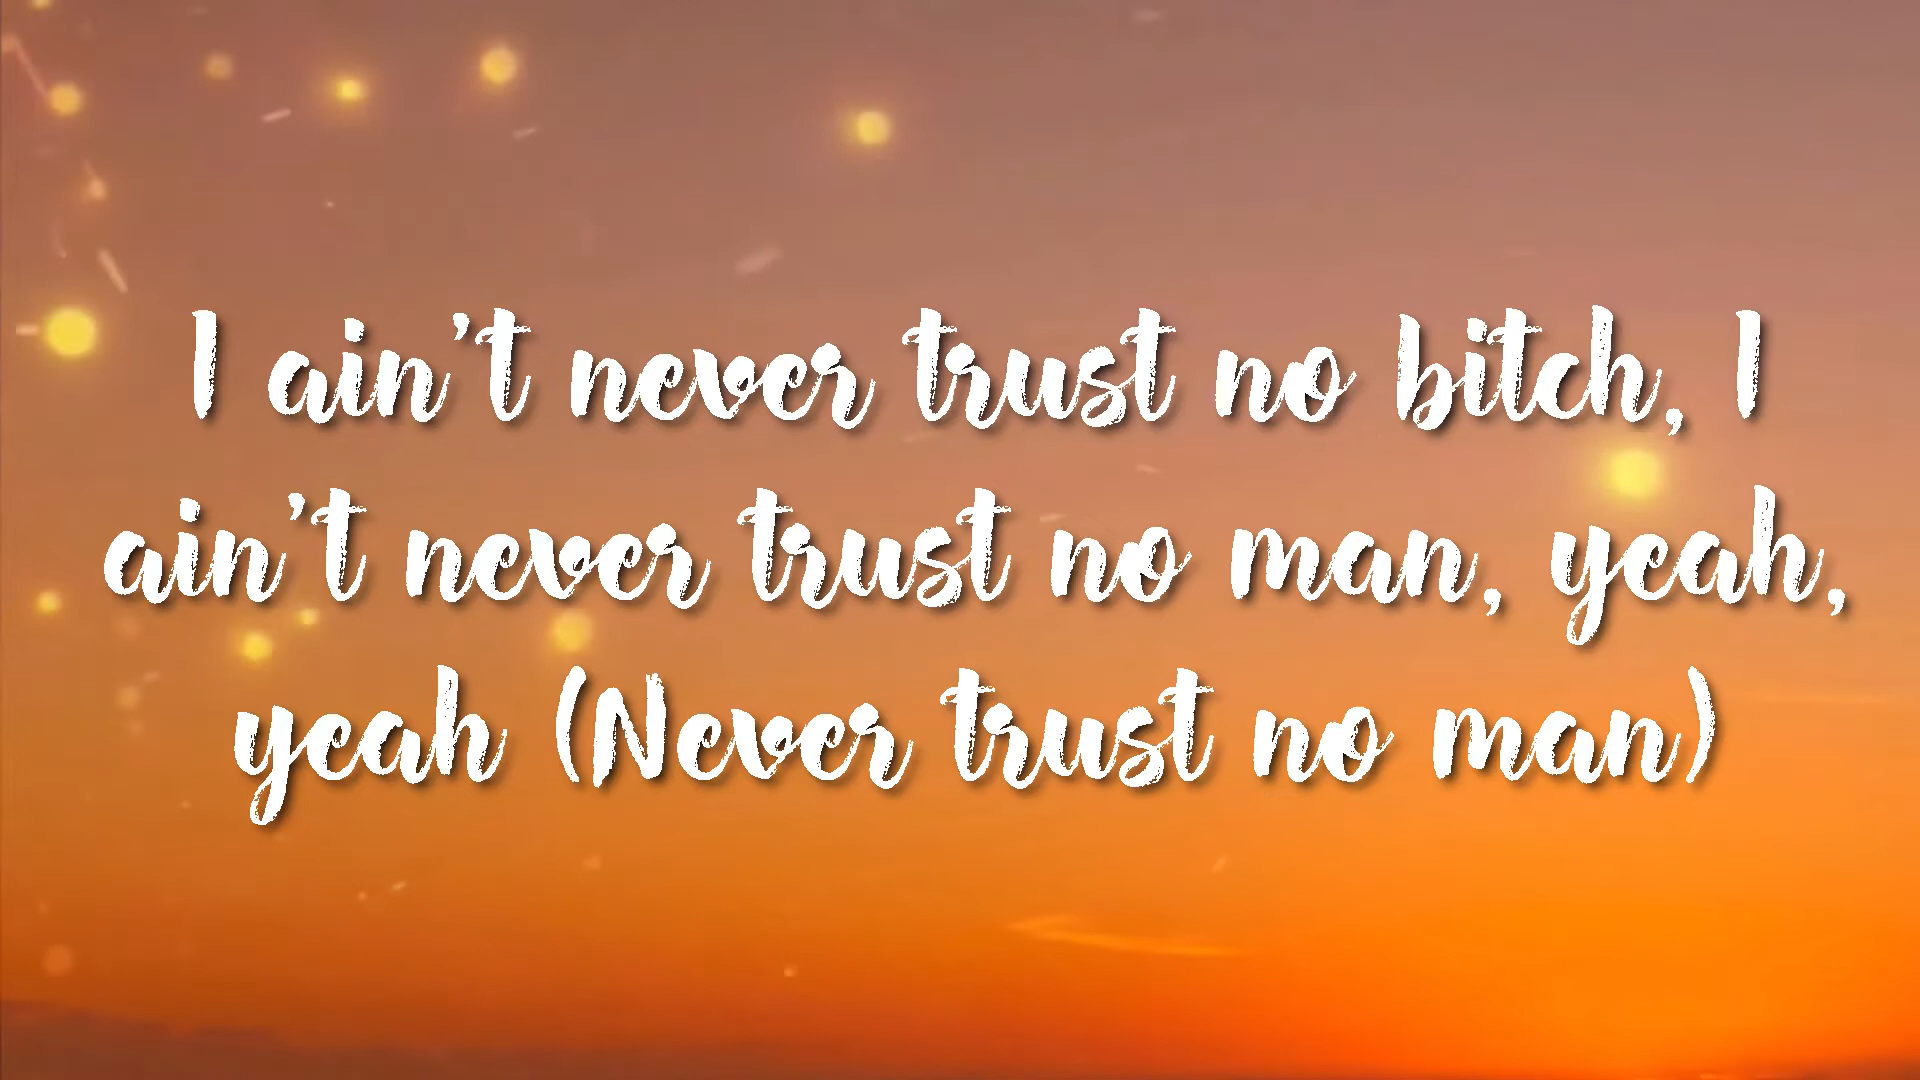 I ain't never trust no bitch, I
ain't never trust no man, yeah,
yeah (Never trust no man)